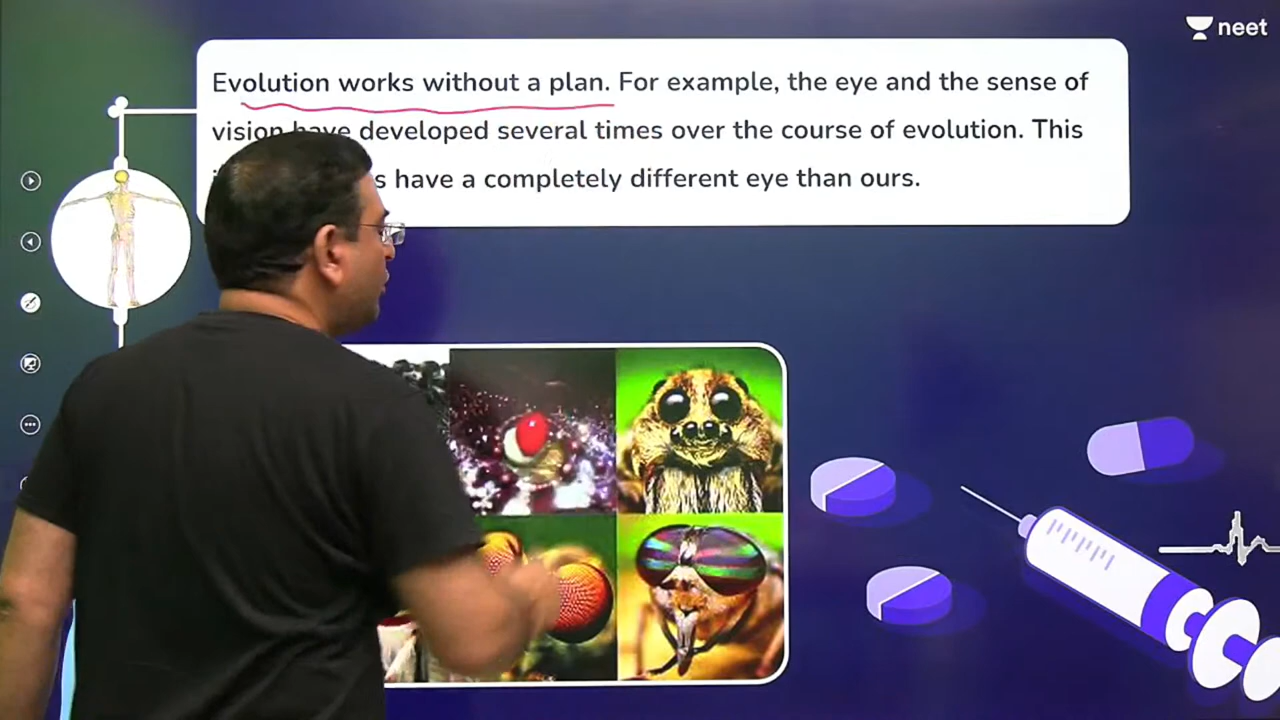 neet
Evolution works without a plan. For example, the eye and the sense of
vision have developed several times over the course of evolution. This
have a completely different eye than ours.